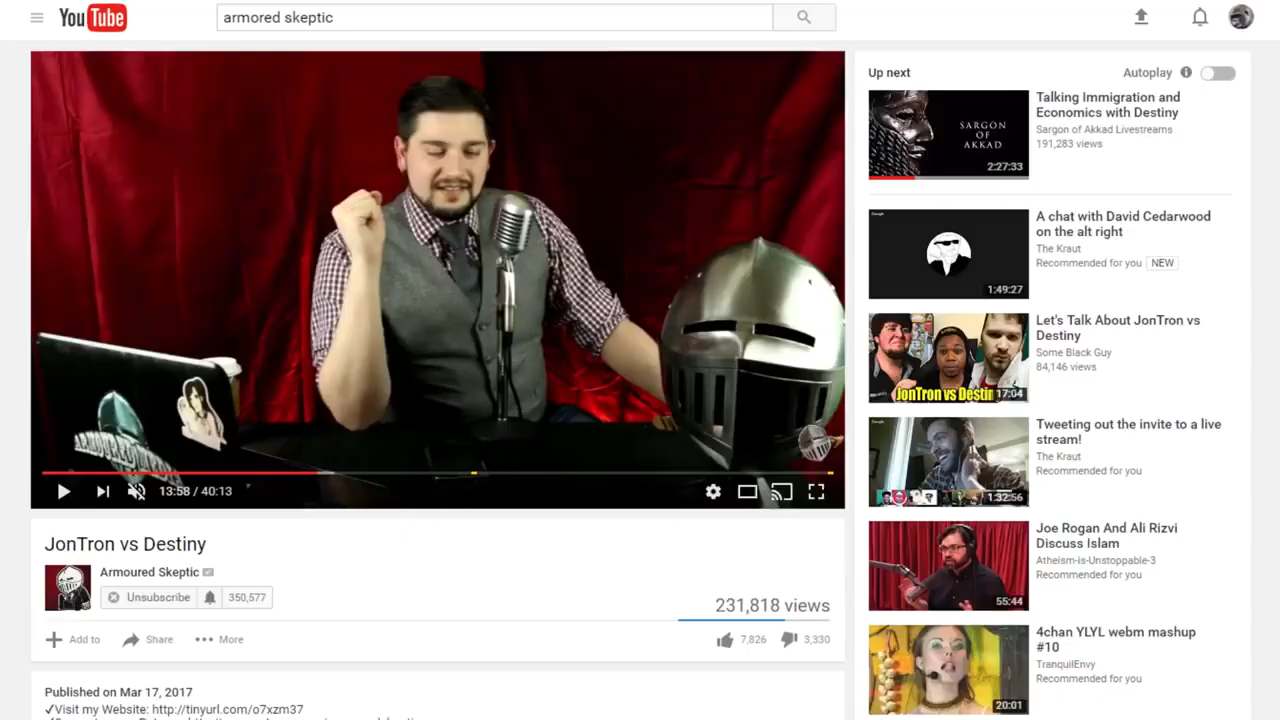 YouTube
armored skeptic
Up next
Autoplay
SARGON
OF
AKKAD
2:27:33
Talking Immigration and
Economics with Destiny
Sargon of Akkad Livestreams
191,283 views
1:49:27
A chat with David Cedarwood
on the alt right
The Kraut
Recommended for you NEW
JonTron vs Destin
17:04
Let's Talk About JonTron vs
Destiny
Some Black Guy
84,146 views
1:32:56
Tweeting out the invite to a live
stream!
The Kraut
Recommended for you
55:44
Joe Rogan And Ali Rizvi
Discuss Islam
Atheism-is-Unstoppable-3
Recommended for you
20:01
4chan YLYL webm mashup
#10
TranquilEnvy
Recommended for you
13:58 / 40:13
JonTron vs Destiny
Armoured Skeptic
Unsubscribe 350,577
231,818 views
Add to Share More 7,826 3,330
Published on Mar 17, 2017
✓Visit my Website: http://tinyurl.com/o7xzm37